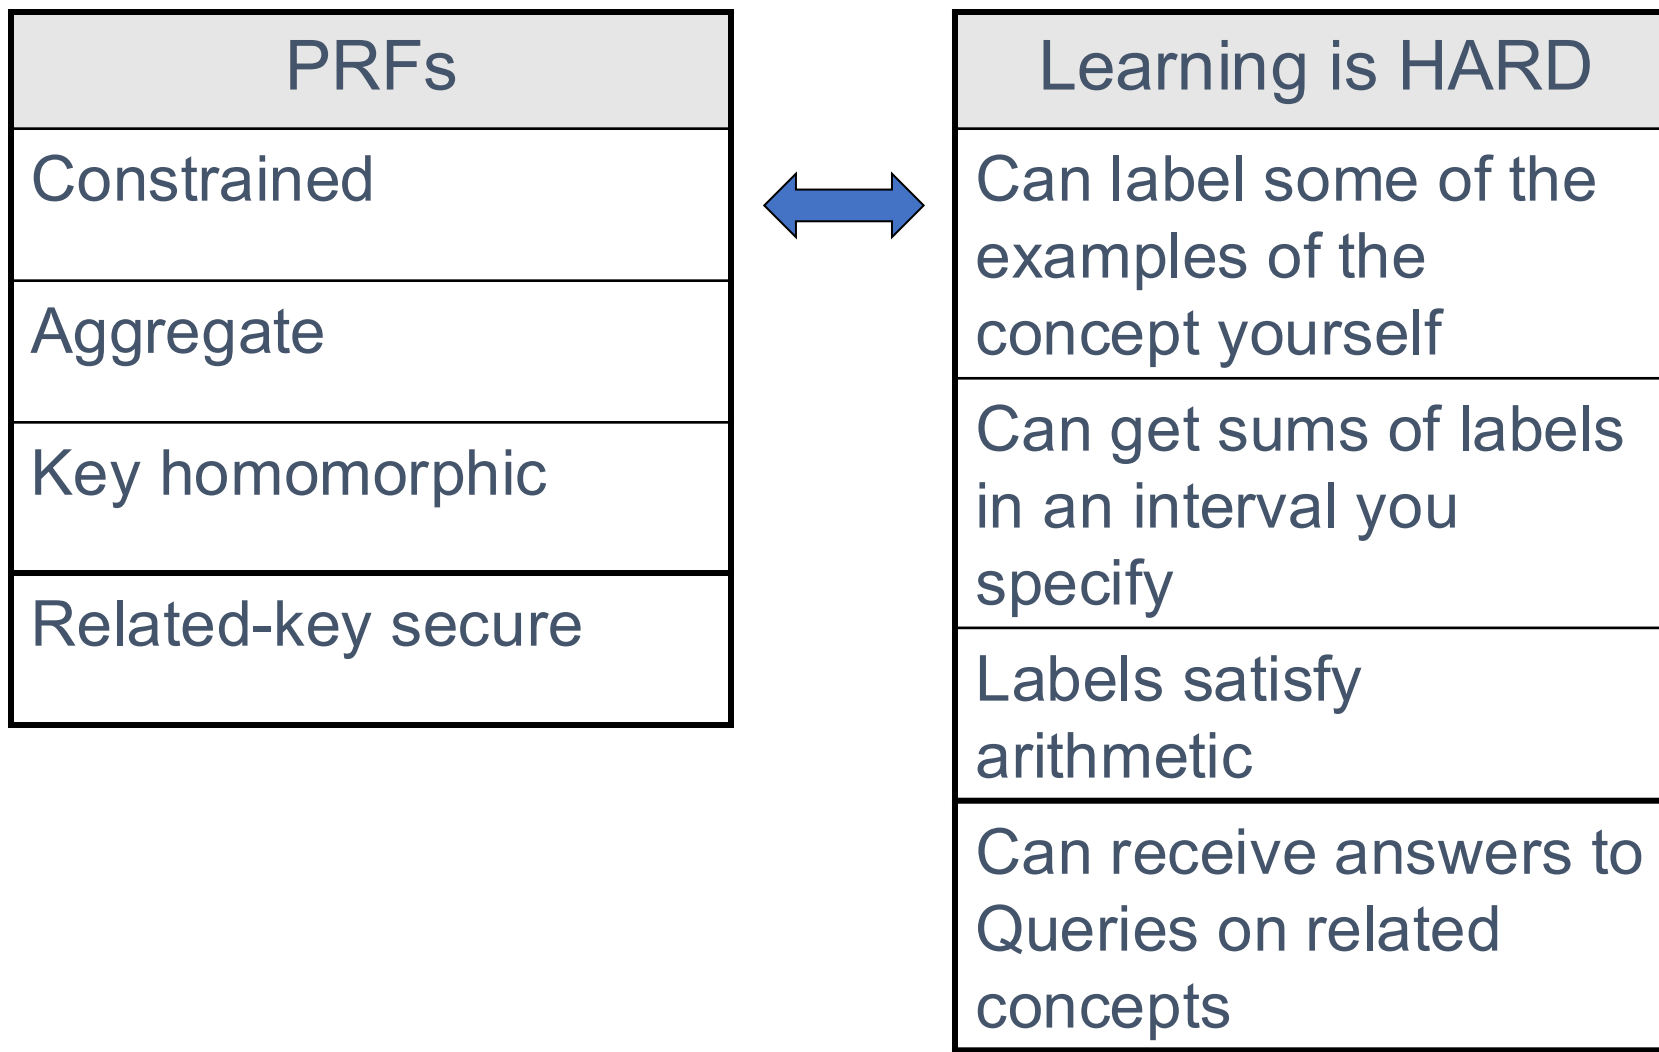 PRFs
Constrained
Aggregate
Key homomorphic
Related-key secure
Learning is HARD
Can label some of the
examples of the
concept yourself
Can get sums of labels
in an interval you
specify
Labels satisfy
arithmetic
Can receive answers to
Queries on related
concepts